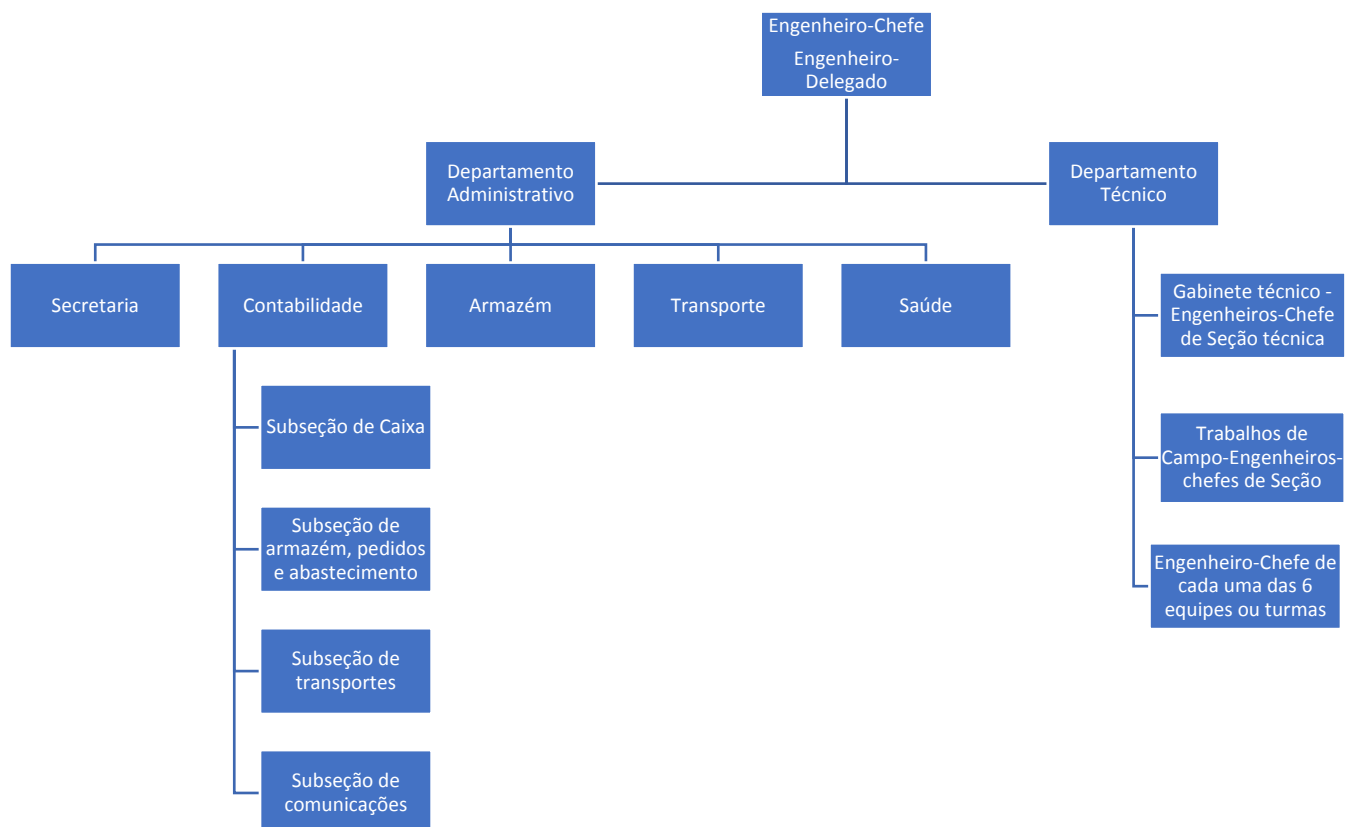 Engenheiro-Chefe
Engenheiro-
Delegado
Departamento
Administrativo
Departamento
Técnico
Secretaria
Contabilidade
Armazém
Transporte
Saúde
Gabinete técnico -
Engenheiros-Chefe
de Seção técnica
Subseção de Caixa
Trabalhos de
Campo-Engenheiros-
chefes de Seção
Subseção de
armazém, pedidos
e abastecimento
Engenheiro-Chefe de
cada uma das 6
equipes ou turmas
Subseção de
transportes
Subseção de
comunicações